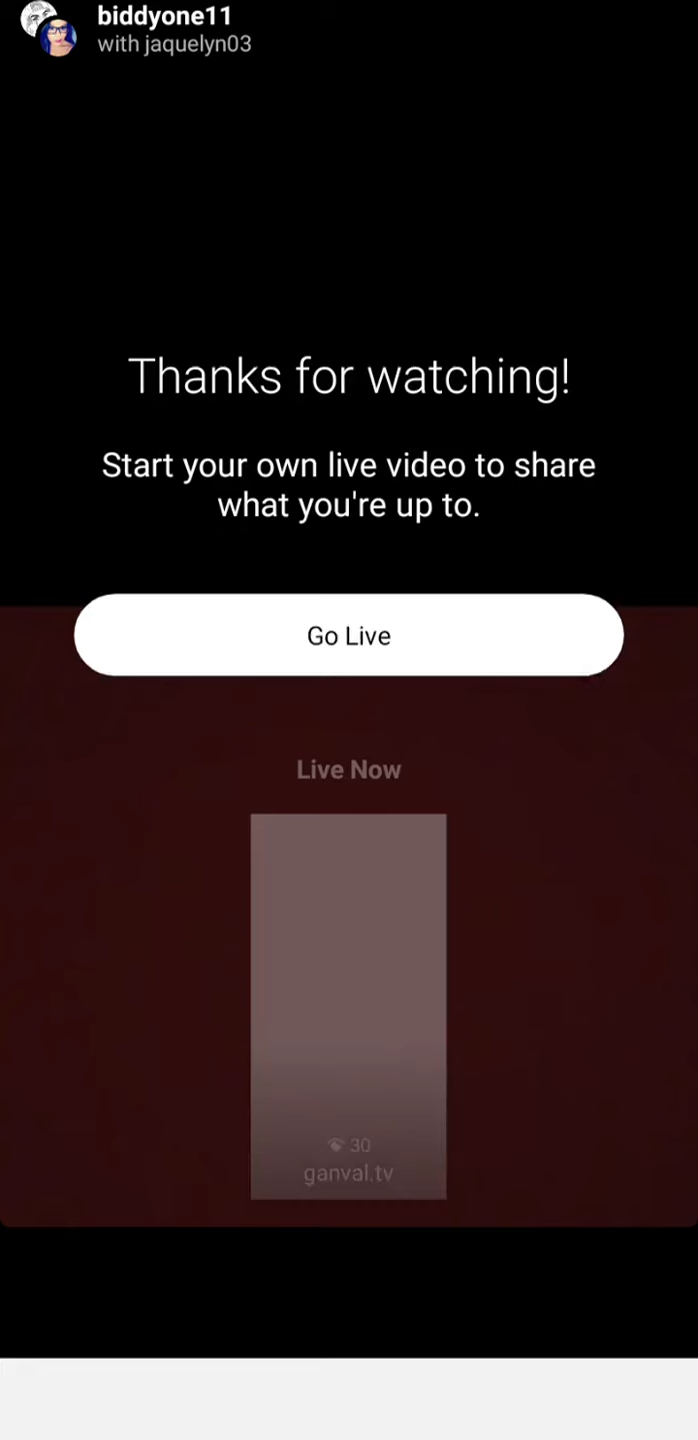 biddyone11
with jaquelyn03
Thanks for watching!
Start your own live video to share
what you're up to.
Go Live
Live Now
30
ganval.tv